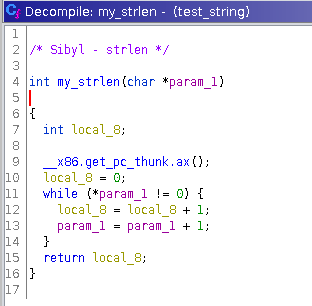 Decompile: my_strlen - (test_string)
1
2 /* Sibyl - strlen */
3
4 int my_strlen(char *param_1)
5
6 {
7 int local_8;
8
9 __x86.get_pc_thunk.ax();
10 local_8 = 0;
11 while (*param_1 != 0) {
12 local_8 = local_8 + 1;
13 param_1 = param_1 + 1;
14 }
15 return local_8;
16 }
17